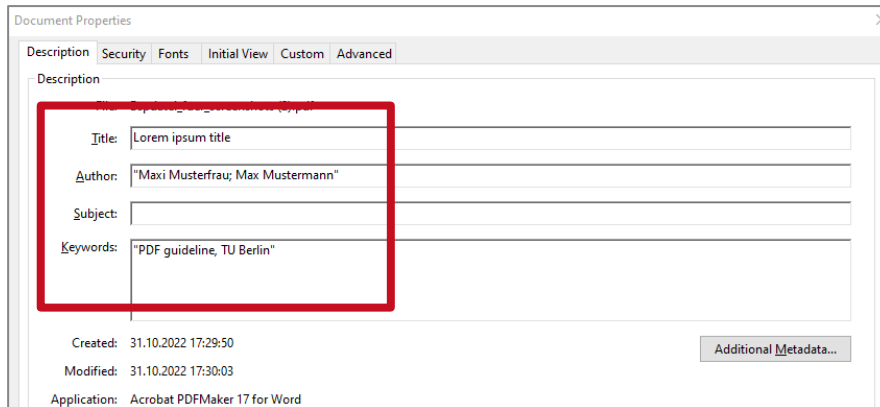 Document Properties
Description Security Fonts Initial View Custom Advanced
Description
Title: Lorem ipsum title
Author: "Maxi Musterfrau; Max Mustermann"
Subject:
Keywords: "PDF guideline, TU Berlin"
Created: 31.10.2022 17:29:50
Additional Metadata...
Modified: 31.10.2022 17:30:03
Application: Acrobat PDFMaker 17 for Word